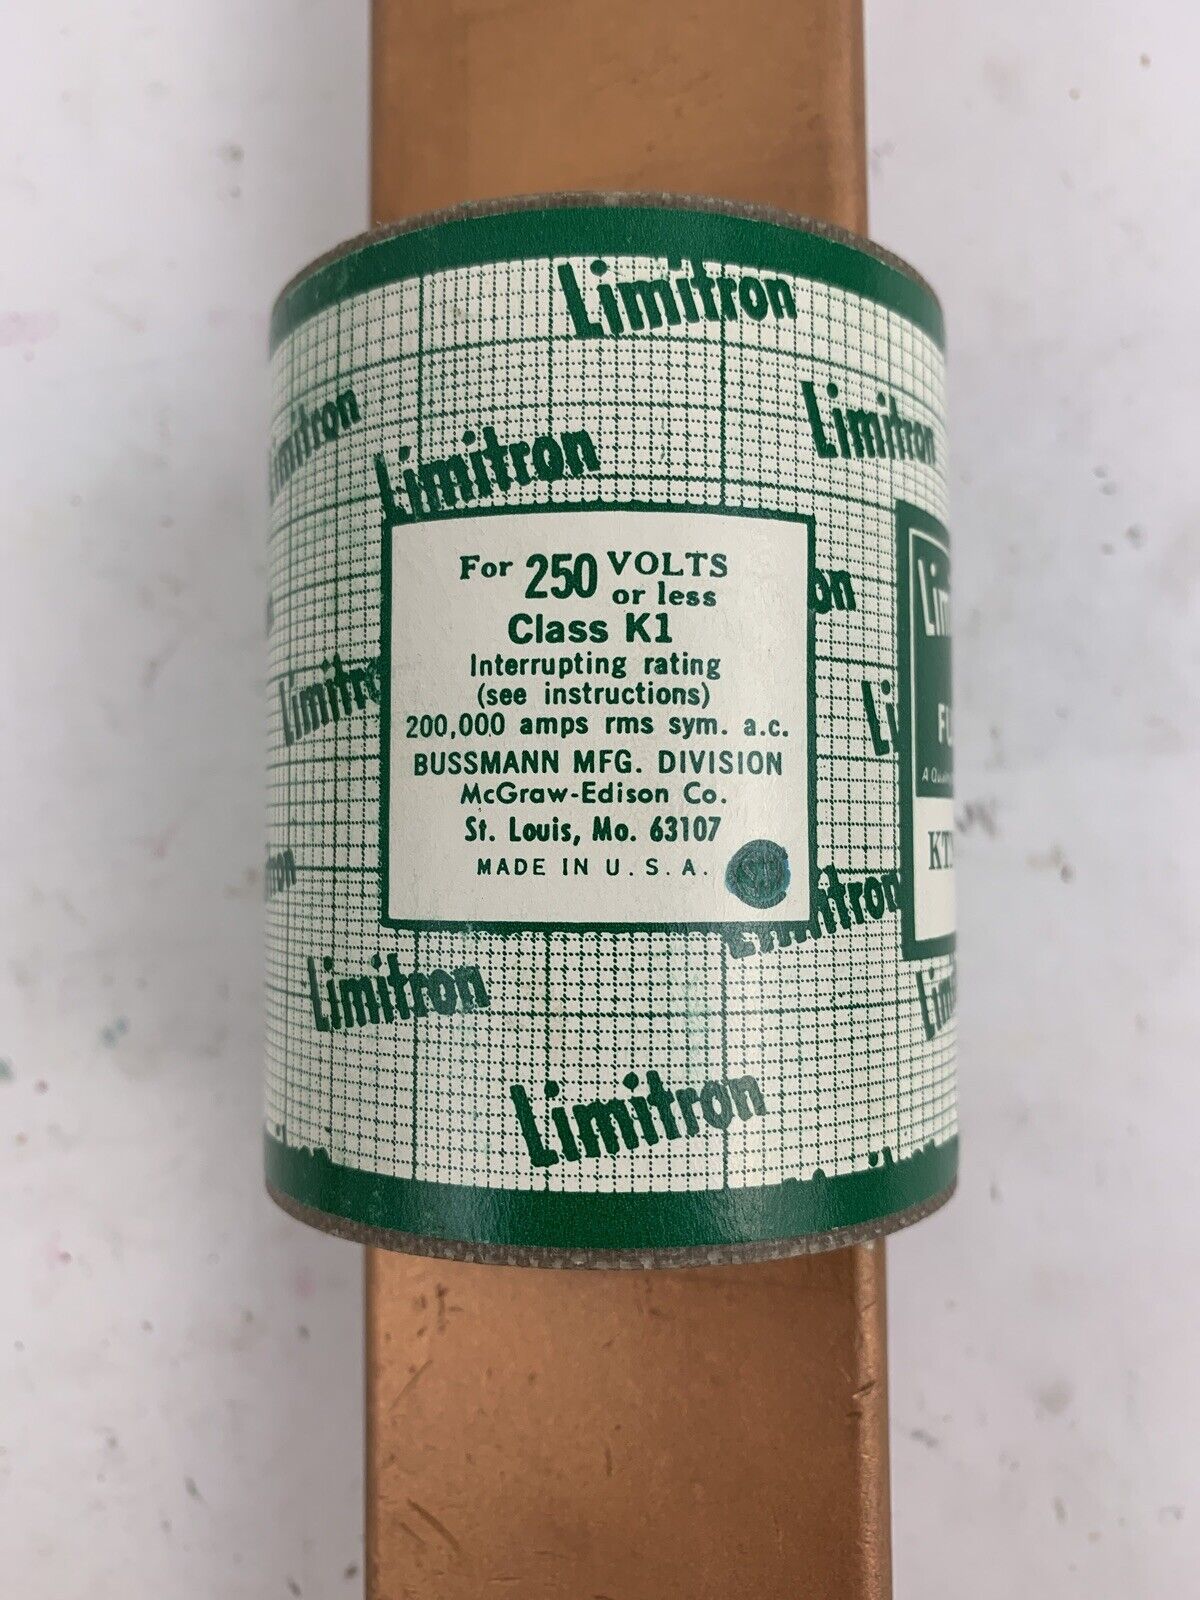 Limitron
Limitron
Limitron
Limitron
For 250 VOLTS
or less
Class K1
Interrupting rating
(see instructions)
200,000 amps rms sym. a.c.
BUSSMANN MFG. DIVISION
McGraw-Edison Co.
St. Louis, Mo. 63107
MADE IN U.S.A.
Limitron
Limitron